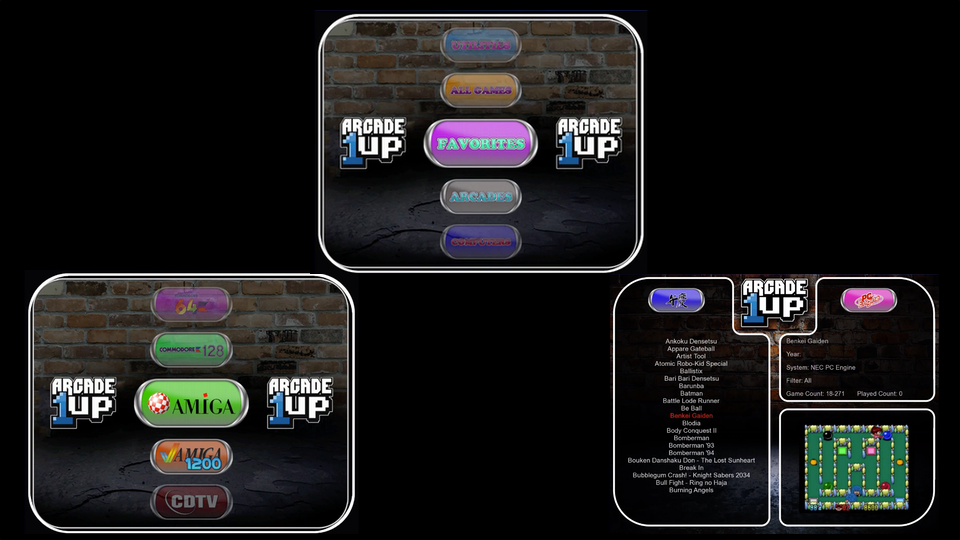 ALL GAMES
ARCADE
1UP
FAVORITES
ARCADE
1UP
ARCADES
64
COMMODORE 128
ARCADE
1UP
AMIGA
ARCADE
1UP
AMIGA
1200
CDTV
ARCADE
1UP
PC
Ankoku Densetsu
Appare Gateball
Artist Tool
Atomic Robo-Kid Special
Ballistix
Bari Bari Densetsu
Barunba
Batman
Battle Lode Runner
Be Ball
Benkei Gaiden
Blodia
Body Conquest II
Bomberman
Bomberman '93
Bomberman '94
Bouken Danshaku Don - The Lost Sunheart
Break In
Bubblegum Crash! - Knight Sabers 2034
Bull Fight - Ring no Haja
Burning Angels
Benkei Gaiden
Year:
System: NEC PC Engine
Filter: All
Game Count: 18-271 Played Count: 0